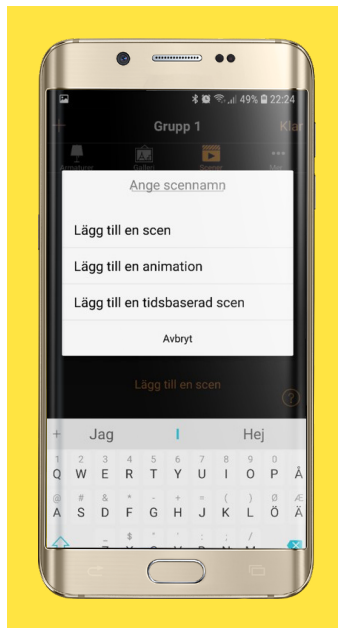 49% 22:24
Grupp 1 Klar
Armaturer Galleri Scener Mer
Ange scennamn
Lägg till en scen
Lägg till en animation
Lägg till en tidsbaserad scen
Avbryt
Lägg till en scen
?
+ Jag I Hej
1 2 3 4 5 6 7 8 9 0
Q W E R T Y U I O P Å
@ # & * - + = ( ) Ø Æ
A S D F G H J K L Ö Ä
_ $ " ' : ; /